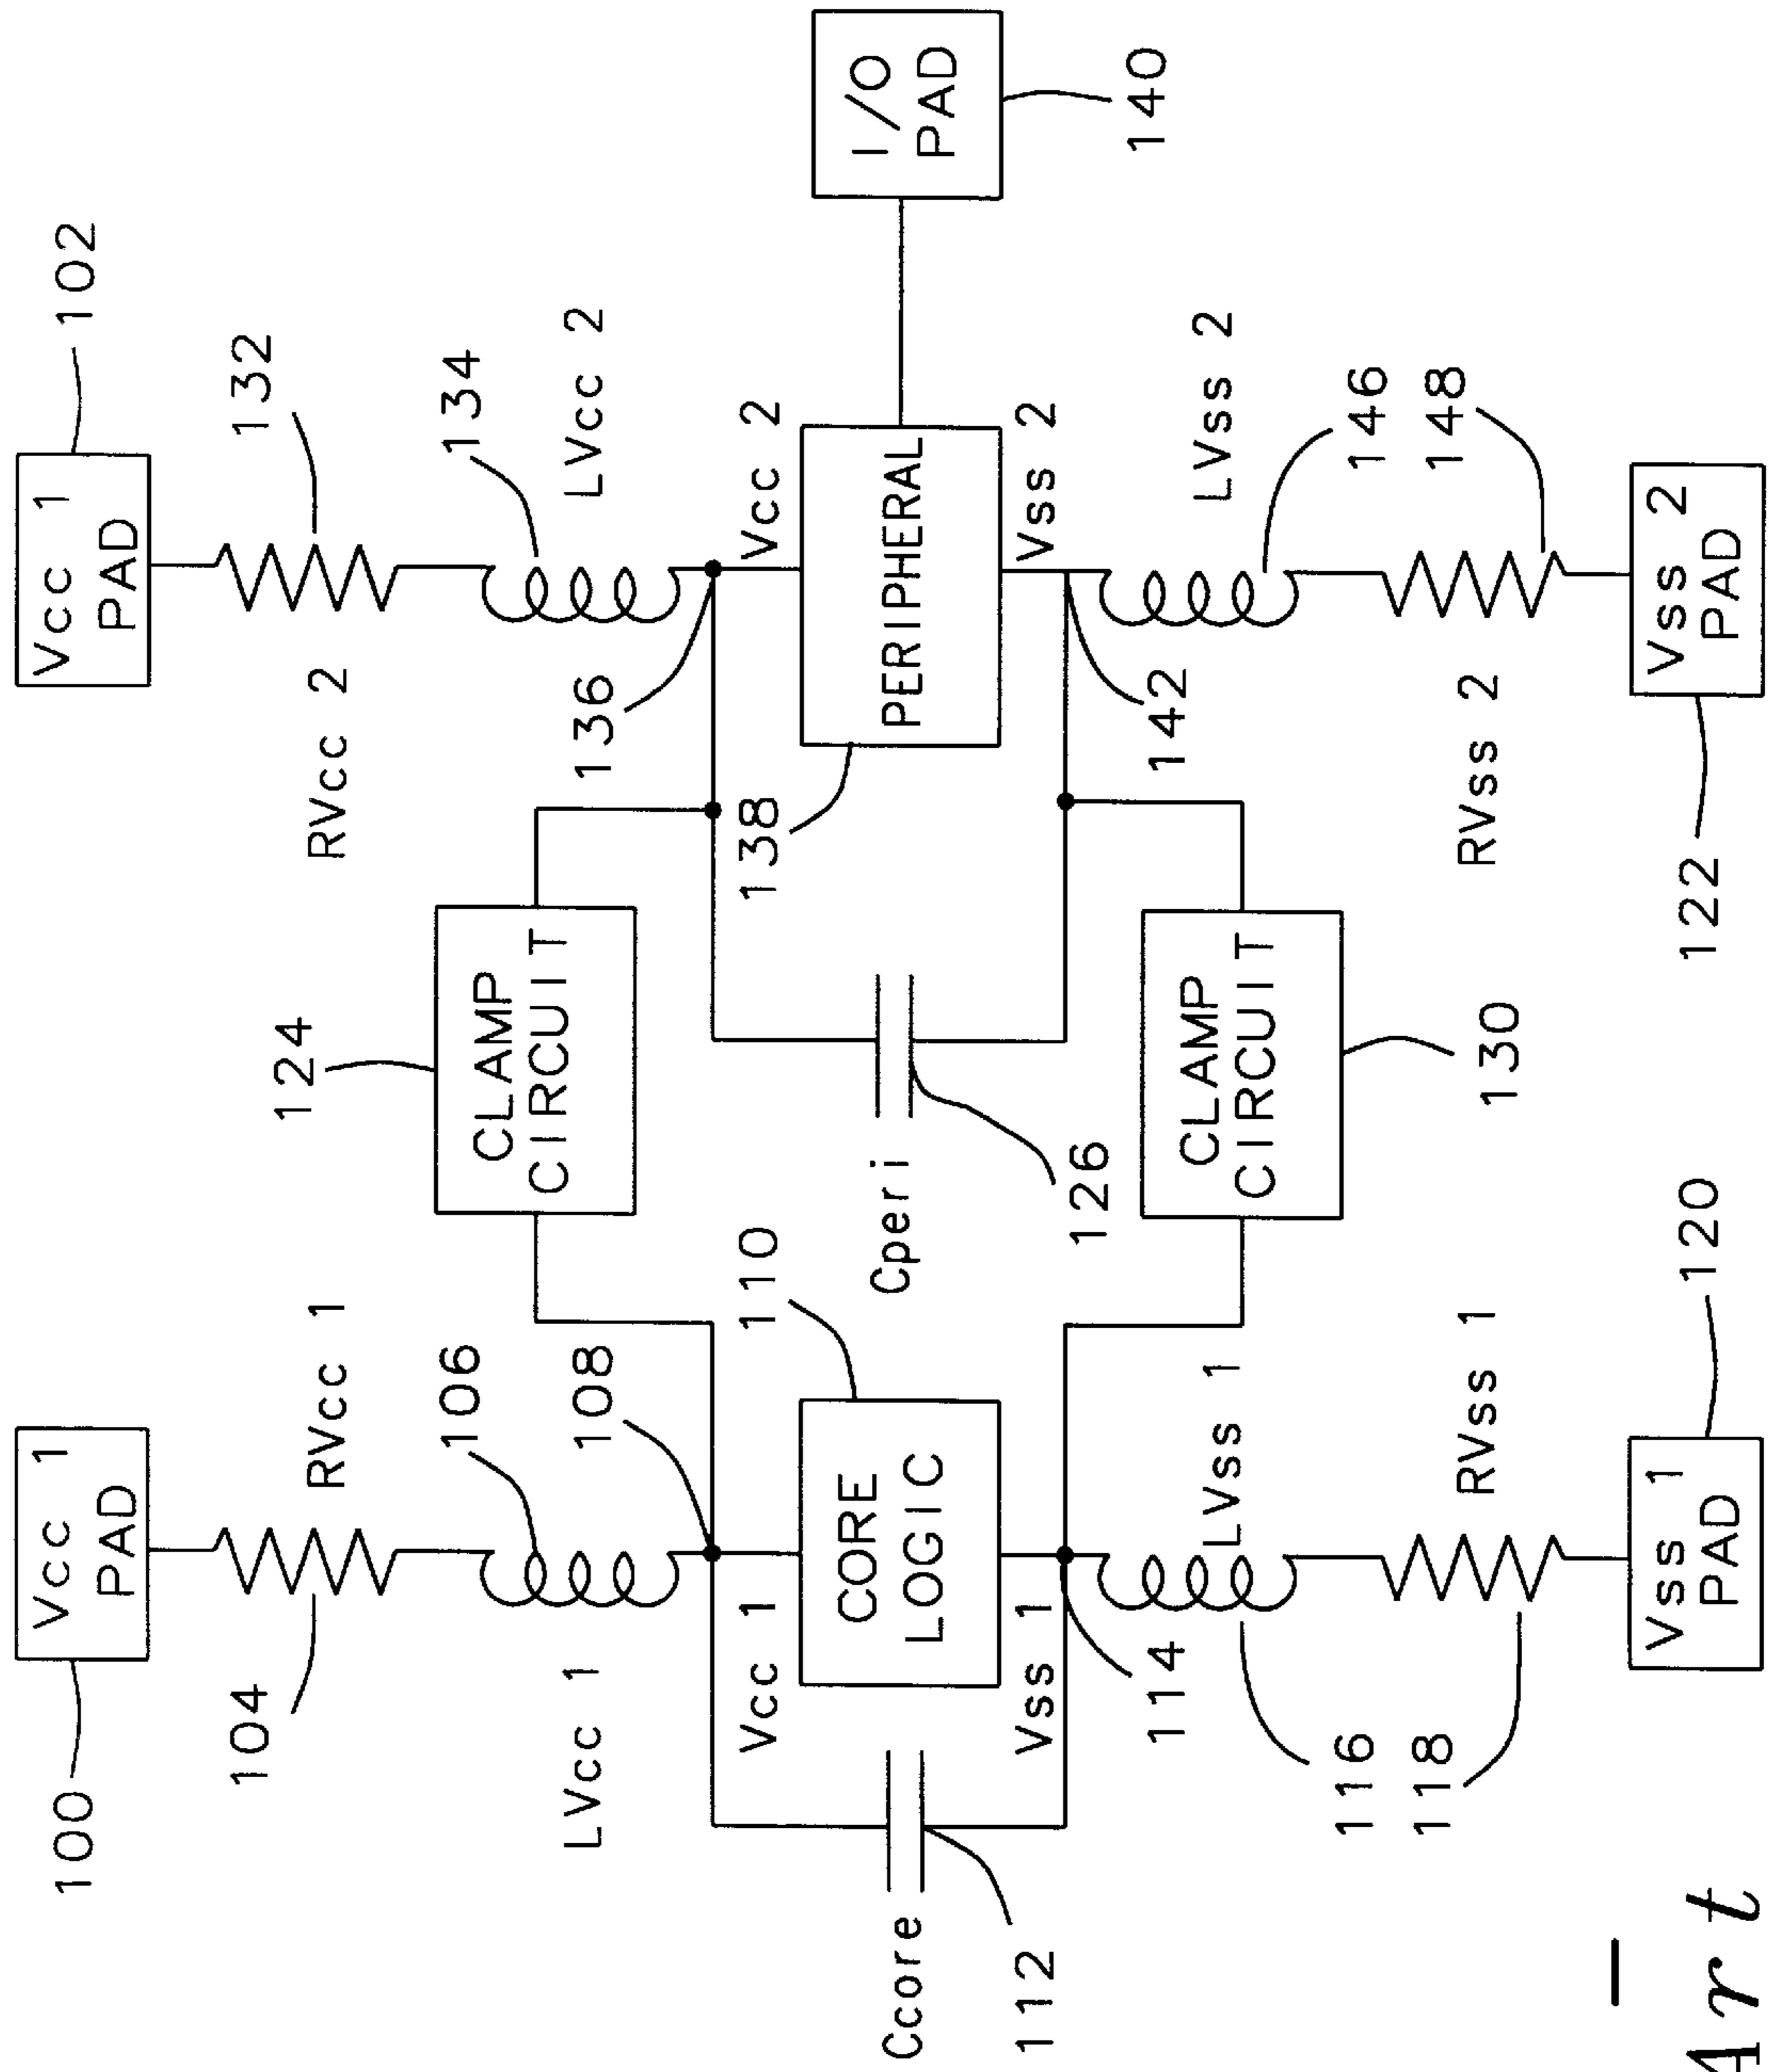 Vcc 1
PAD
100
104
RVcc 1
LVcc 1
106
108
Vcc 1
CORE
LOGIC
110
Ccore
112
Vss 1
114
LVss 1
116
118
RVss 1
Vss 1
PAD
120
124
CLAMP
CIRCUIT
Cperi
126
CLAMP
CIRCUIT
130
Vcc 1
PAD
102
132
RVcc 2
134
LVcc 2
136
Vcc 2
138
PERIPHERAL
I/O
PAD
140
Vss 2
142
LVss 2
146
148
RVss 2
Vss 2
PAD
122
Art